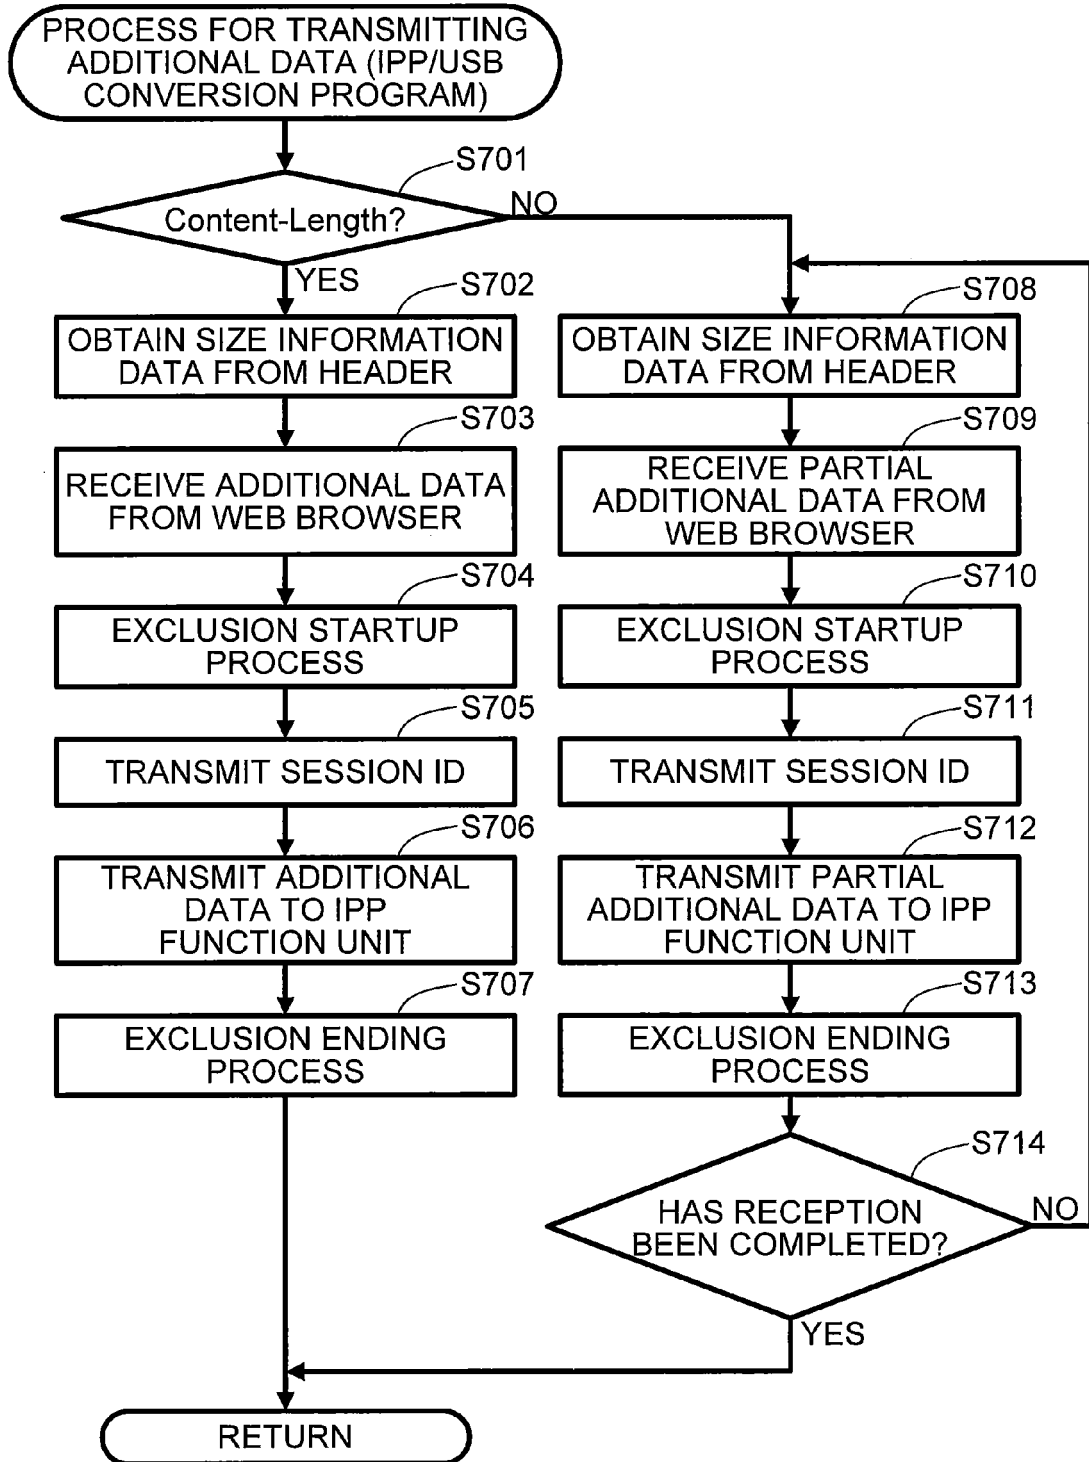 PROCESS FOR TRANSMITTING
ADDITIONAL DATA (IPP/USB
CONVERSION PROGRAM)
S701
Content-Length?
NO
YES
S702
OBTAIN SIZE INFORMATION
DATA FROM HEADER
S703
RECEIVE ADDITIONAL DATA
FROM WEB BROWSER
S704
EXCLUSION STARTUP
PROCESS
S705
TRANSMIT SESSION ID
S706
TRANSMIT ADDITIONAL
DATA TO IPP
FUNCTION UNIT
S707
EXCLUSION ENDING
PROCESS
S708
OBTAIN SIZE INFORMATION
DATA FROM HEADER
S709
RECEIVE PARTIAL
ADDITIONAL DATA FROM
WEB BROWSER
S710
EXCLUSION STARTUP
PROCESS
S711
TRANSMIT SESSION ID
S712
TRANSMIT PARTIAL
ADDITIONAL DATA TO IPP
FUNCTION UNIT
S713
EXCLUSION ENDING
PROCESS
S714
HAS RECEPTION
BEEN COMPLETED?
NO
YES
RETURN